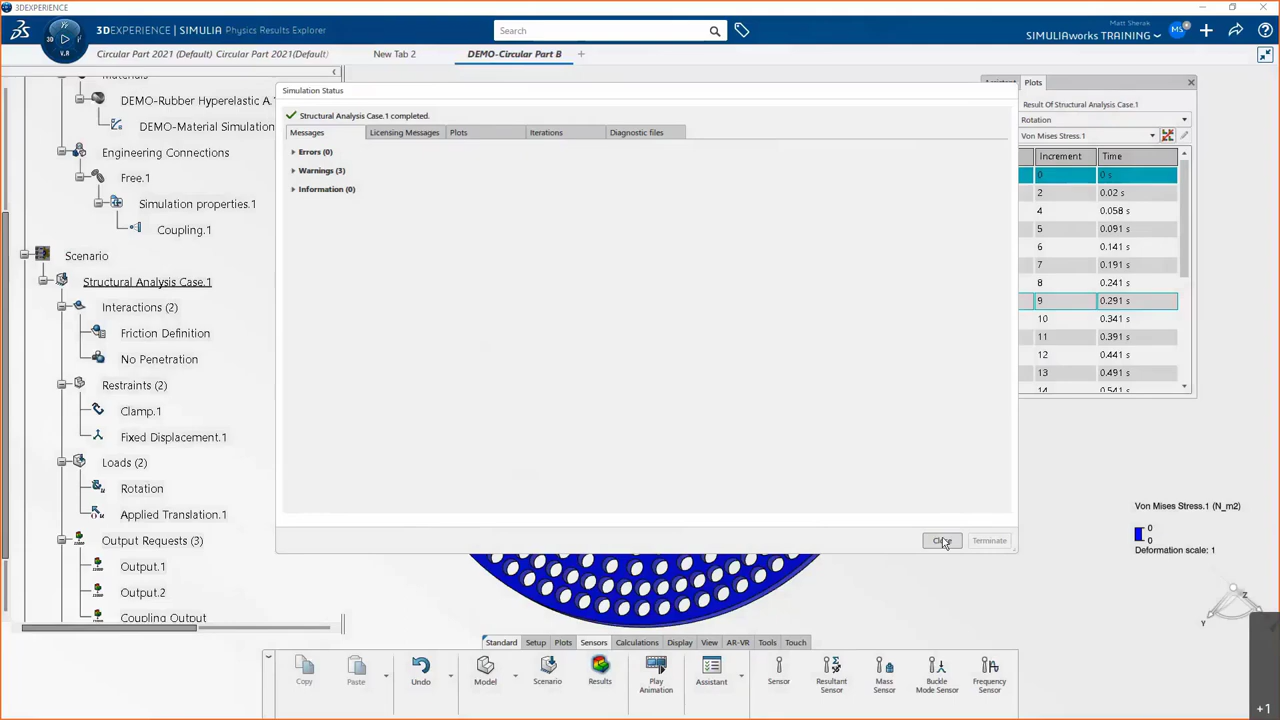 3DEXPERIENCE
3DEXPERIENCE | SIMULIA Physics Results Explorer
Search
Matt Sherak
SIMULIAworks TRAINING
MS
3D
V.R
Circular Part 2021 (Default) Circular Part 2021(Default)
New Tab 2
DEMO-Circular Part B
Materials
DEMO-Rubber Hyperelastic A.1
DEMO-Material Simulation
Engineering Connections
Free.1
Simulation properties.1
Coupling.1
Scenario
Structural Analysis Case.1
Interactions (2)
Friction Definition
No Penetration
Restraints (2)
Clamp.1
Fixed Displacement.1
Loads (2)
Rotation
Applied Translation.1
Output Requests (3)
Output.1
Output.2
Coupling Output
Simulation Status
Structural Analysis Case.1 completed.
Messages
Licensing Messages
Plots
Iterations
Diagnostic files
Errors (0)
Warnings (3)
Information (0)
Close
Terminate
Plots
Result Of Structural Analysis Case.1
Rotation
Von Mises Stress.1
Increment Time
0 0 s
2 0.02 s
4 0.058 s
5 0.091 s
6 0.141 s
7 0.191 s
8 0.241 s
9 0.291 s
10 0.341 s
11 0.391 s
12 0.441 s
13 0.491 s
14 0.541 s
Von Mises Stress.1 (N_m2)
0
0
Deformation scale: 1
Z
Y
Standard Setup Plots Sensors Calculations Display View AR-VR Tools Touch
Copy
Paste
Undo
Model
Scenario
Results
Play Animation
Assistant
Sensor
Resultant Sensor
Mass Sensor
Buckle Mode Sensor
Frequency Sensor
+1